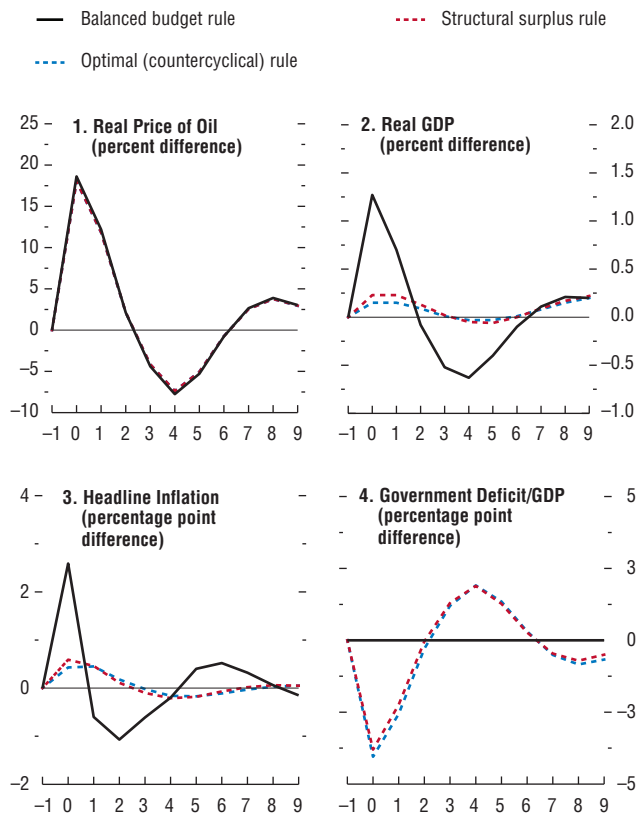 Balanced budget rule
Structural surplus rule
Optimal (countercyclical) rule
1. Real Price of Oil
(percent difference)
25
20
15
10
5
0
–5
–10
–1 0 1 2 3 4 5 6 7 8 9
2. Real GDP
(percent difference)
2.0
1.5
1.0
0.5
0.0
–0.5
–1.0
–1 0 1 2 3 4 5 6 7 8 9
3. Headline Inflation
(percentage point
difference)
4
2
0
–2
–1 0 1 2 3 4 5 6 7 8 9
4. Government Deficit/GDP
(percentage point
difference)
5
3
0
–3
–5
–1 0 1 2 3 4 5 6 7 8 9